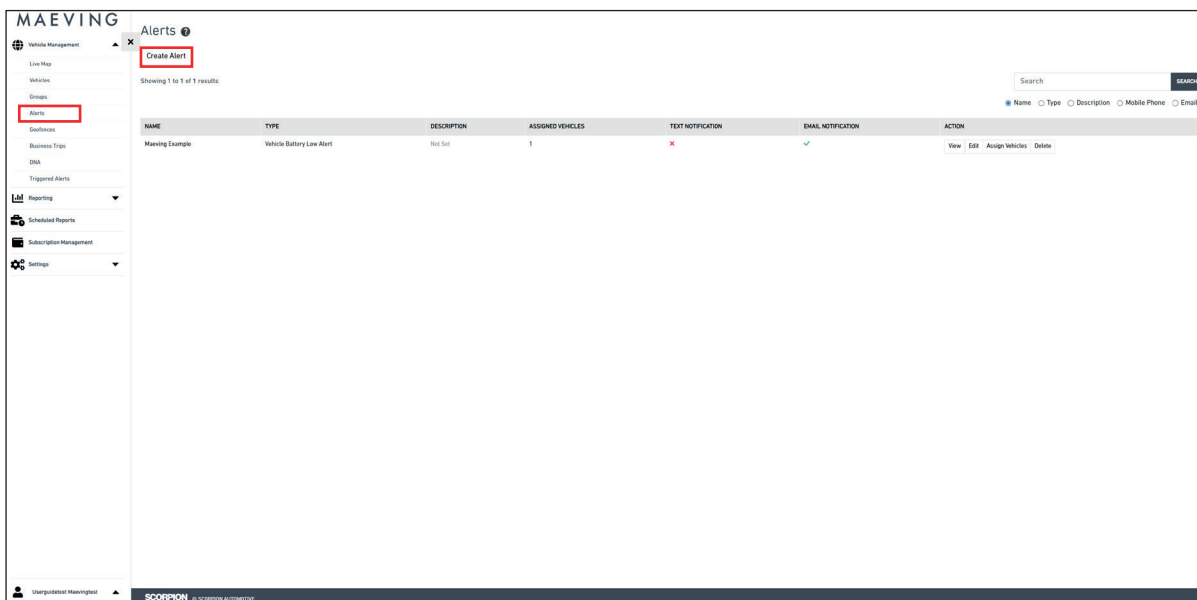 MAEVING
Vehicle Management
Live Map
Vehicles
Groups
Alerts
Geofences
Business Trips
DNA
Triggered Alerts
Reporting
Scheduled Reports
Subscription Management
Settings
Userguidetest Maevingtest
Alerts ?
Create Alert
Showing 1 to 1 of 1 results
Search SEARCH
Name Type Description Mobile Phone Email
NAME TYPE DESCRIPTION ASSIGNED VEHICLES TEXT NOTIFICATION EMAIL NOTIFICATION ACTION
Maeving Example Vehicle Battery Low Alert Not Set 1 View Edit Assign Vehicles Delete
SCORPION © SCORPION AUTOMOTIVE